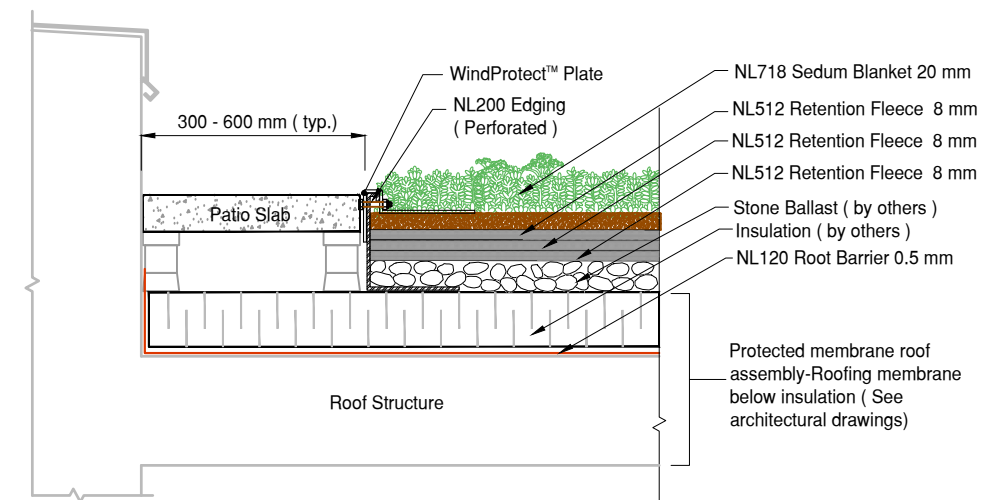 WindProtect™ Plate
NL200 Edging
( Perforated )
300 - 600 mm ( typ.)
Patio Slab
NL718 Sedum Blanket 20 mm
NL512 Retention Fleece 8 mm
NL512 Retention Fleece 8 mm
NL512 Retention Fleece 8 mm
Stone Ballast ( by others )
Insulation ( by others )
NL120 Root Barrier 0.5 mm
Protected membrane roof
assembly-Roofing membrane
below insulation ( See
architectural drawings)
Roof Structure